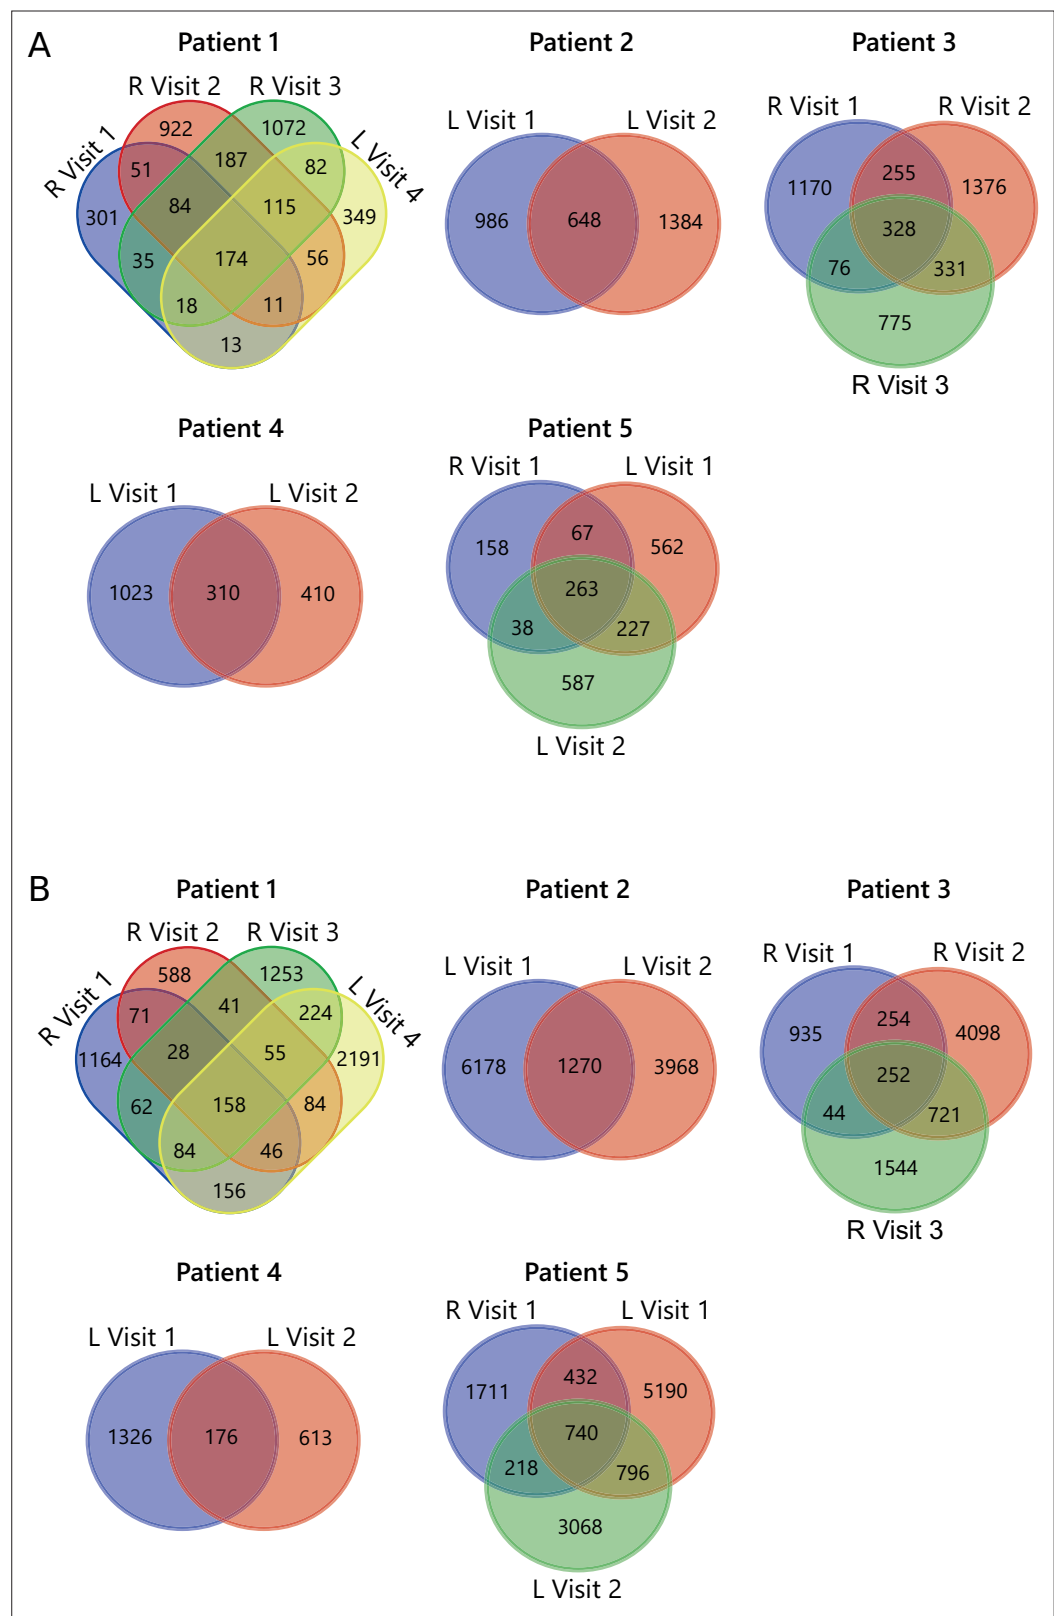 A
Patient 1
Patient 2
Patient 3
R Visit 2
R Visit 3
R Visit 1
L Visit 4
922
1072
51
187
82
301
84
115
349
35
174
56
18
11
13
L Visit 1
L Visit 2
986
648
1384
R Visit 1
R Visit 2
1170
255
1376
328
76
331
775
R Visit 3
Patient 4
Patient 5
L Visit 1
L Visit 2
1023
310
410
R Visit 1
L Visit 1
158
67
562
263
38
227
587
L Visit 2
B
Patient 1
Patient 2
Patient 3
R Visit 2
R Visit 3
R Visit 1
L Visit 4
588
1253
71
41
224
1164
28
55
2191
62
158
84
84
46
156
L Visit 1
L Visit 2
6178
1270
3968
R Visit 1
R Visit 2
935
254
4098
252
44
721
1544
R Visit 3
Patient 4
Patient 5
L Visit 1
L Visit 2
1326
176
613
R Visit 1
L Visit 1
1711
432
5190
740
218
796
3068
L Visit 2